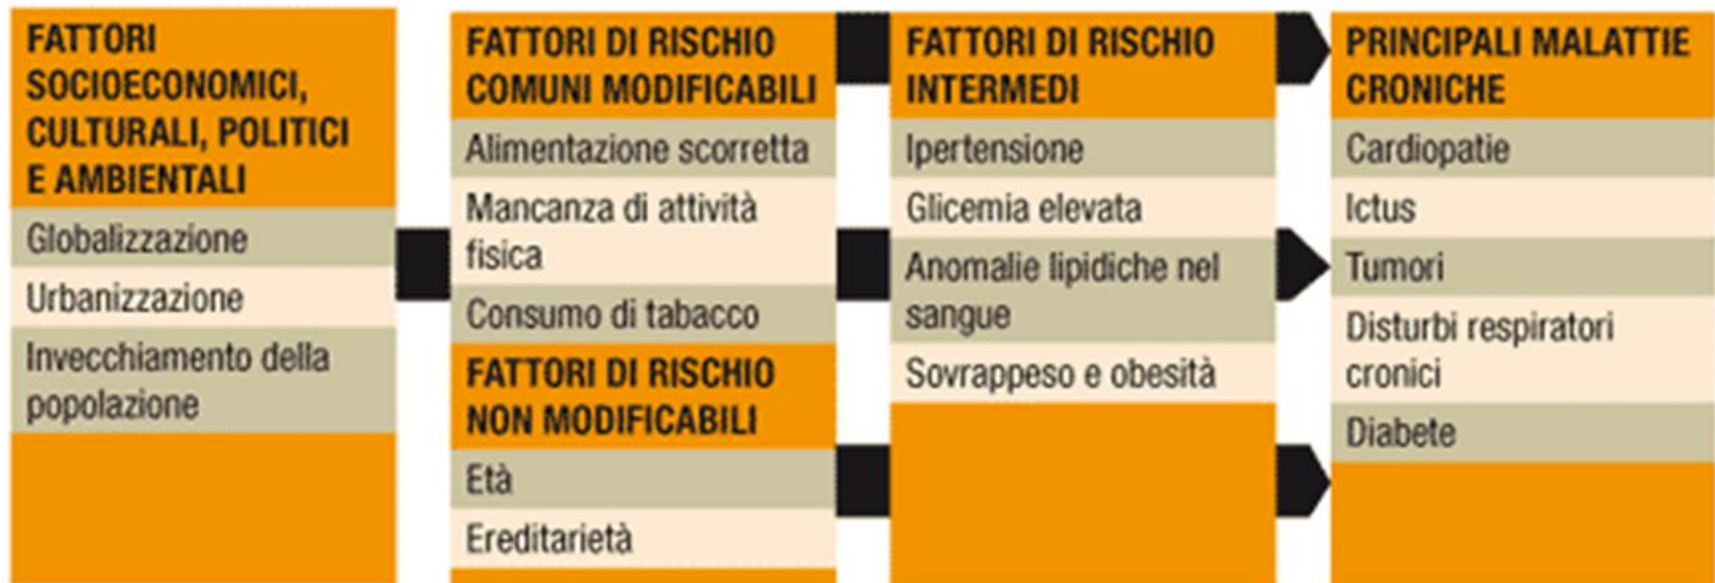 FATTORI
SOCIOECONOMICI,
CULTURALI, POLITICI
E AMBIENTALI
Globalizzazione
Urbanizzazione
Invecchiamento della
popolazione
FATTORI DI RISCHIO
COMUNI MODIFICABILI
Alimentazione scorretta
Mancanza di attività
fisica
Consumo di tabacco
FATTORI DI RISCHIO
NON MODIFICABILI
Età
Ereditarietà
FATTORI DI RISCHIO
INTERMEDI
Ipertensione
Glicemia elevata
Anomalie lipidiche nel
sangue
Sovrappeso e obesità
PRINCIPALI MALATTIE
CRONICHE
Cardiopatie
Ictus
Tumori
Disturbi respiratori
cronici
Diabete